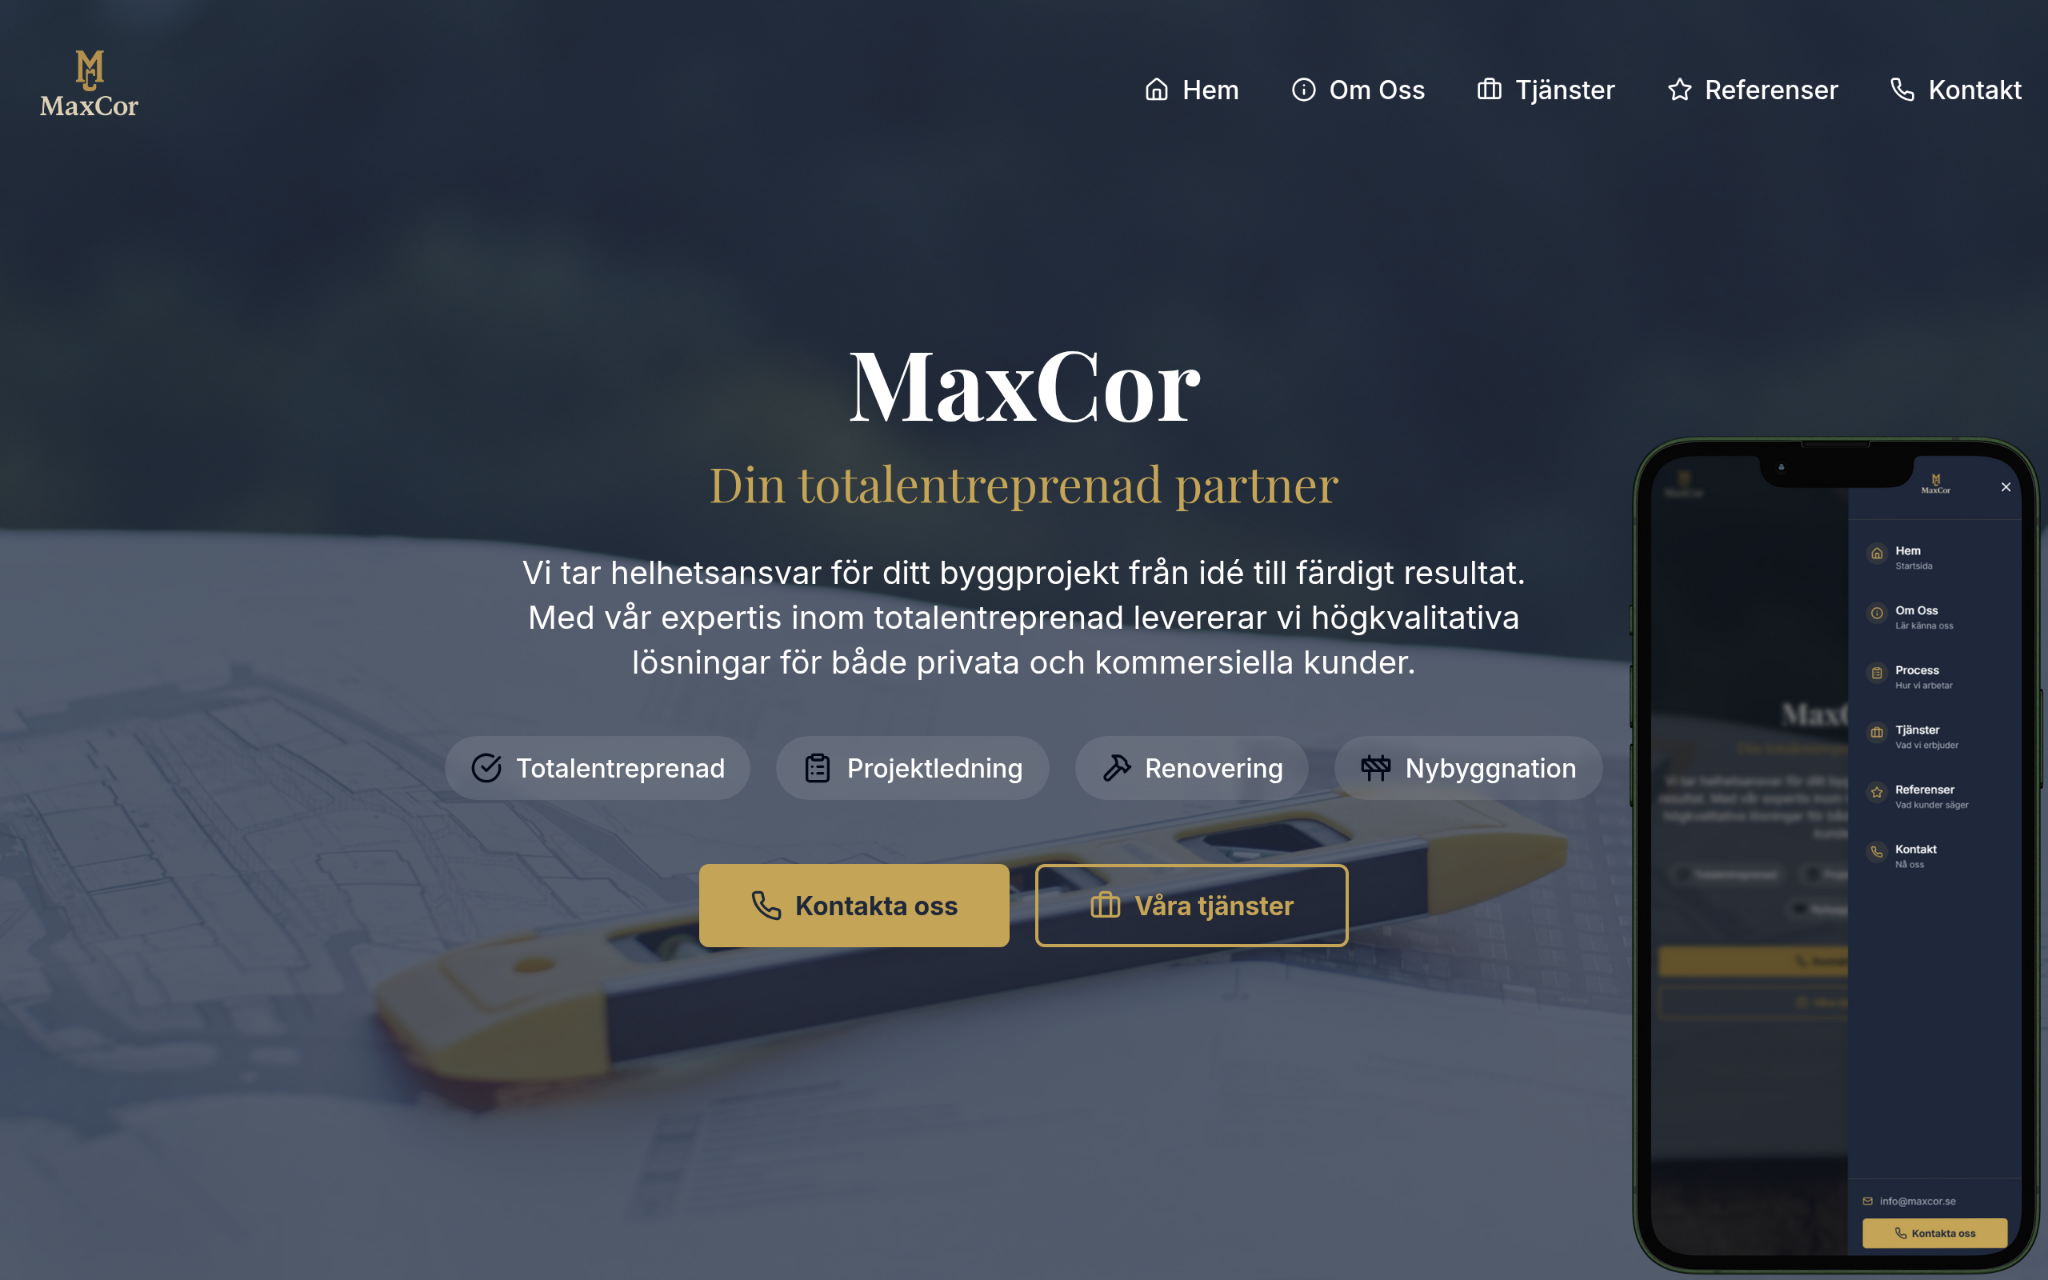 MaxCor
Hem
Om Oss
Tjänster
Referenser
Kontakt
MaxCor
Din totalentreprenad partner
Vi tar helhetsansvar för ditt byggprojekt från idé till färdigt resultat.
Med vår expertis inom totalentreprenad levererar vi högkvalitativa
lösningar för både privata och kommersiella kunder.
Totalentreprenad
Projektledning
Renovering
Nybyggnation
Kontakta oss
Våra tjänster
MaxCor
Hem
Startsida
Om Oss
Lär känna oss
Process
Hur vi arbetar
Tjänster
Vad vi erbjuder
Referenser
Vad kunder säger
Kontakt
Nå oss
info@maxcor.se
Kontakta oss